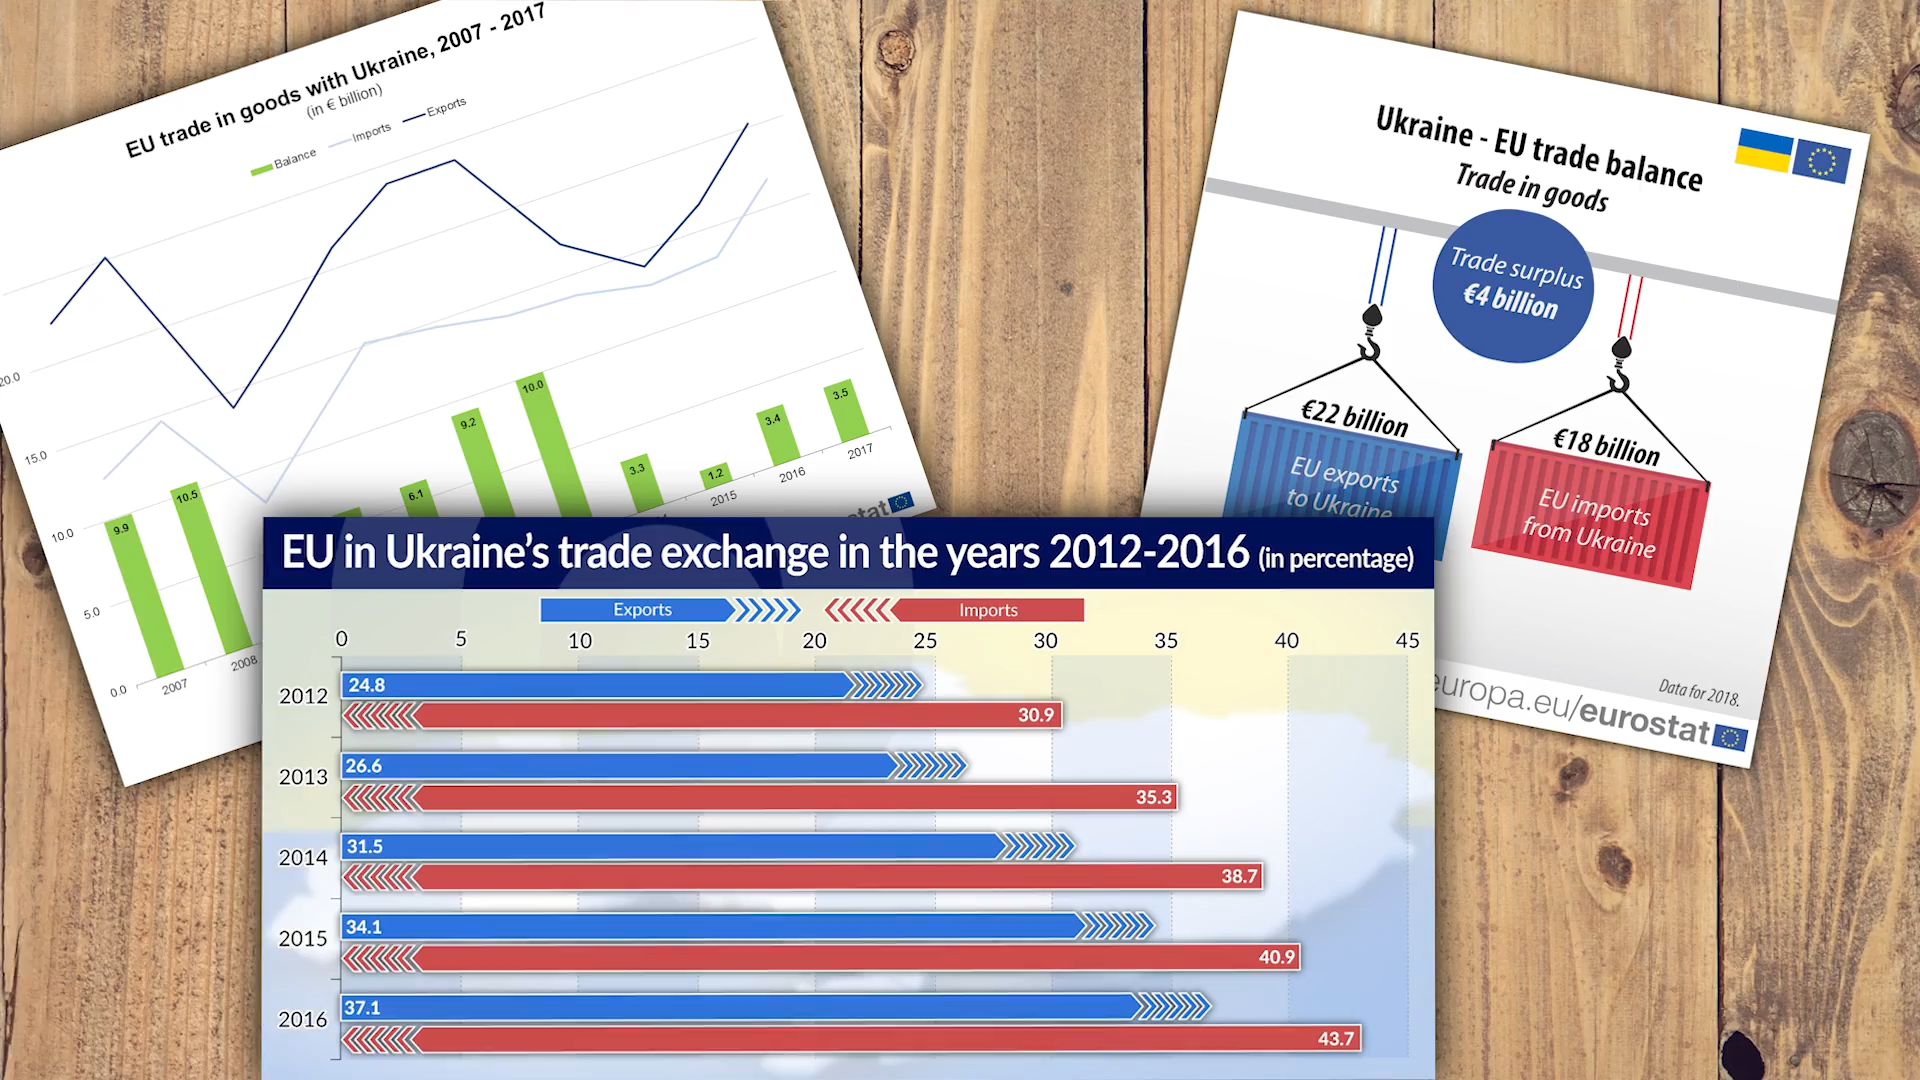 EU trade in goods with Ukraine, 2007 - 2017
(in € billion)
Balance Imports Exports
20.0
15.0
10.0
5.0
0.0
9.9
10.5
6.1
9.2
10.0
3.3
1.2
3.4
3.5
2007
2008
2015
2016
2017
Ukraine - EU trade balance
Trade in goods
Trade surplus
€4 billion
€22 billion
EU exports
to Ukraine
€18 billion
EU imports
from Ukraine
Data for 2018.
europa.eu/eurostat
EU in Ukraine’s trade exchange in the years 2012-2016 (in percentage)
Exports Imports
0 5 10 15 20 25 30 35 40 45
2012
24.8
30.9
2013
26.6
35.3
2014
31.5
38.7
2015
34.1
40.9
2016
37.1
43.7